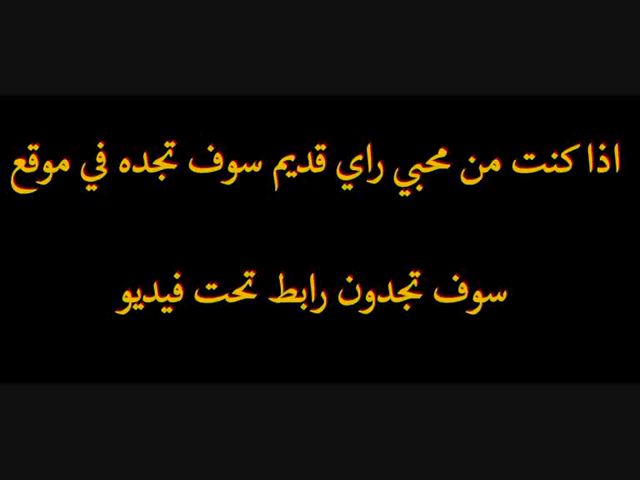 اذا كنت من محبي راي قديم سوف تجده في موقع
سوف تجدون رابط تحت فيديو